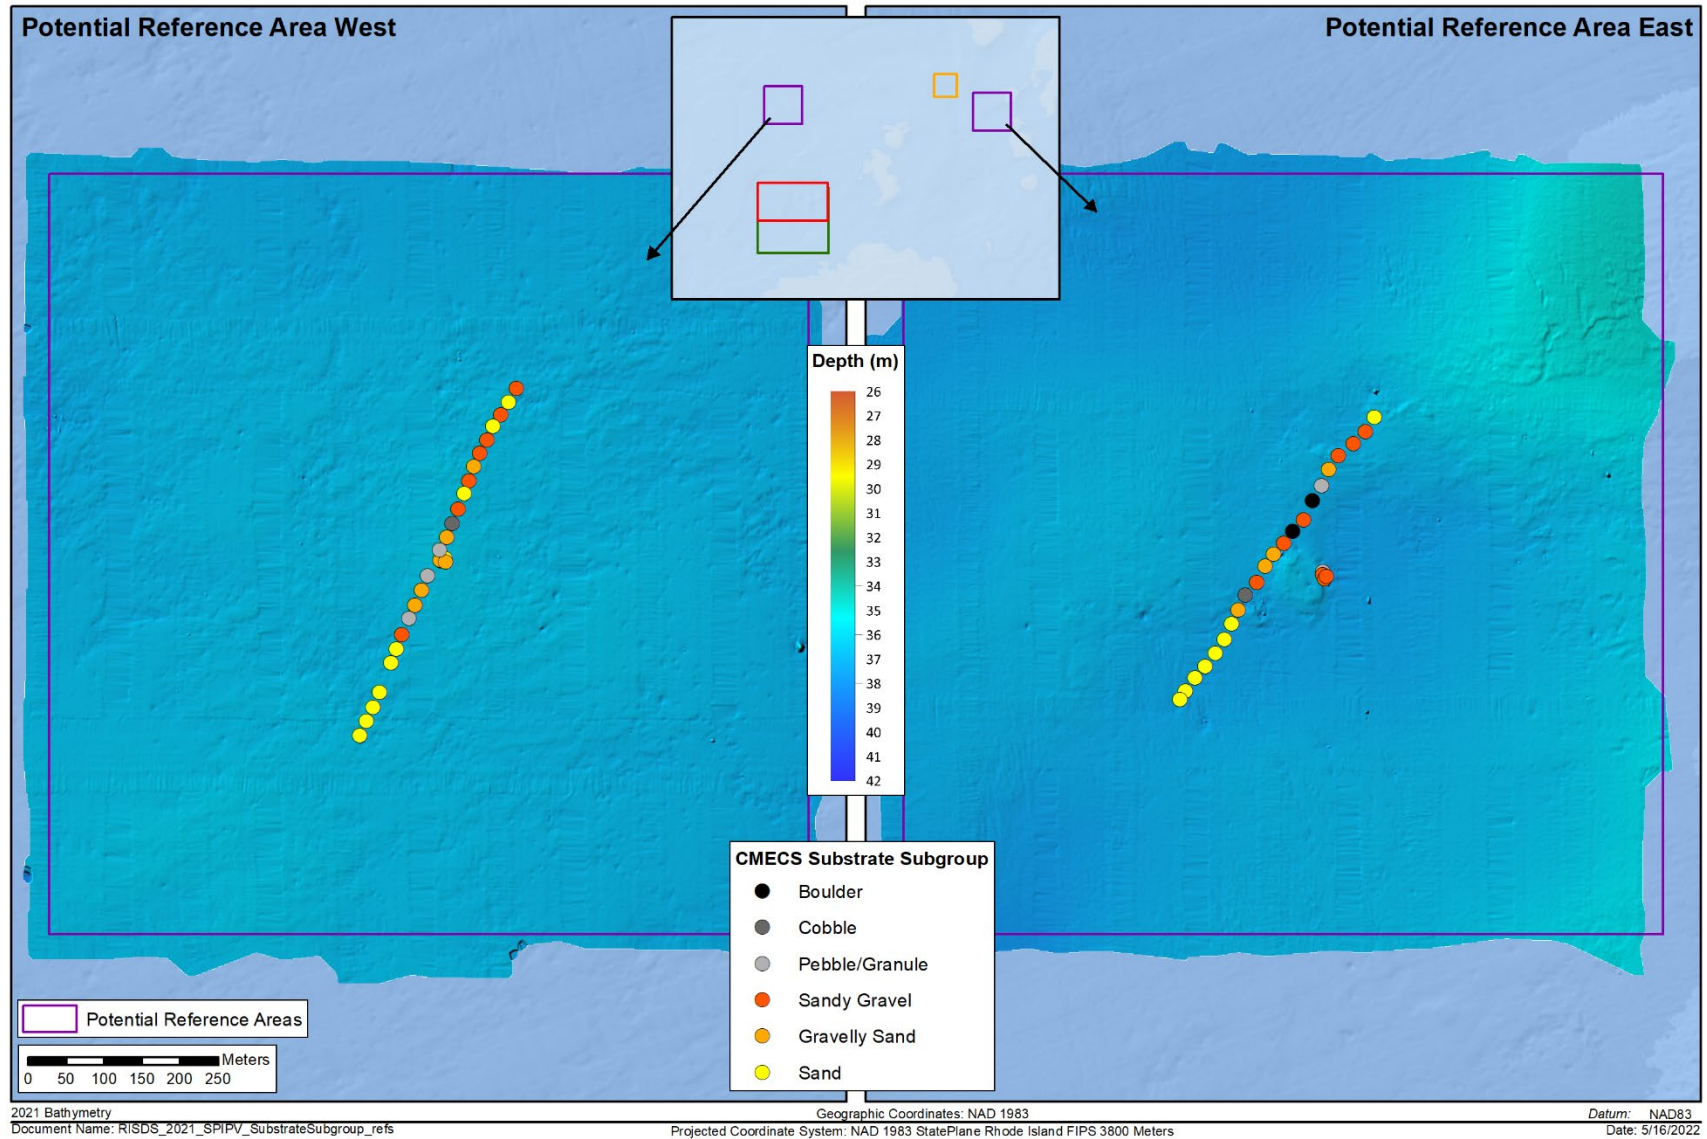 Potential Reference Area West
Potential Reference Area East
Depth (m)
26
27
28
29
30
31
32
33
34
35
36
37
38
39
40
41
42
CMECS Substrate Subgroup
Boulder
Cobble
Pebble/Granule
Sandy Gravel
Gravelly Sand
Sand
Potential Reference Areas
Meters
0 50 100 150 200 250
2021 Bathymetry
Geographic Coordinates: NAD 1983
Datum: NAD83
Document Name: RISDS_2021_SPIPV_SubstrateSubgroup_refs
Projected Coordinate System: NAD 1983 StatePlane Rhode Island FIPS 3800 Meters
Date: 5/16/2022